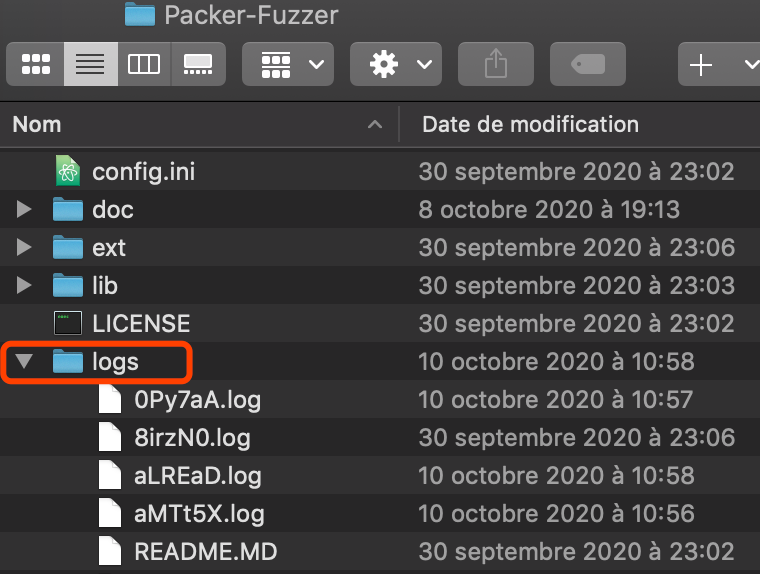 Packer-Fuzzer
Nom Date de modification
config.ini 30 septembre 2020 à 23:02
doc 8 octobre 2020 à 19:13
ext 30 septembre 2020 à 23:06
lib 30 septembre 2020 à 23:03
LICENSE 30 septembre 2020 à 23:02
logs 10 octobre 2020 à 10:58
0Py7aA.log 10 octobre 2020 à 10:57
8irzN0.log 30 septembre 2020 à 23:06
aLREaD.log 10 octobre 2020 à 10:58
aMTt5X.log 10 octobre 2020 à 10:56
README.MD 30 septembre 2020 à 23:02